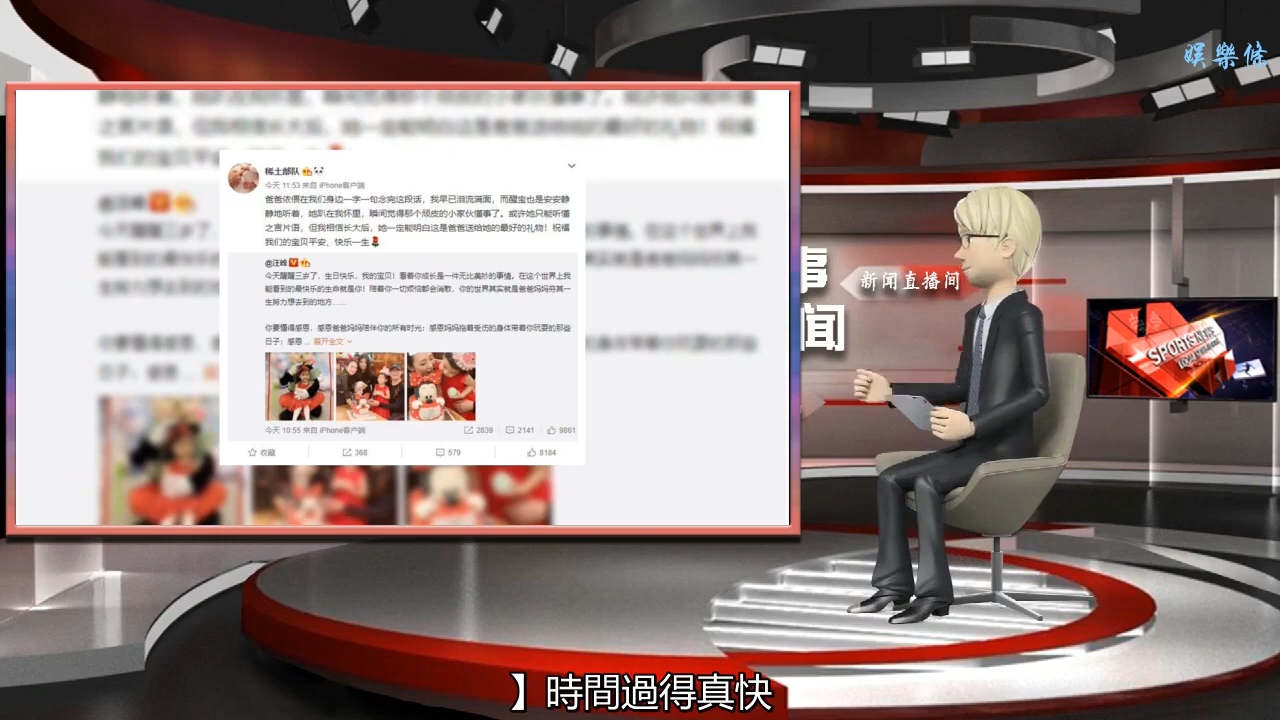 娛樂條
稀土部队
今天 11:53 来自 iPhone客户端
爸爸依偎在我们身边一字一句念完这段话，我早已泪流满面，而醒宝也是安安静
静地听着，她趴在我怀里，瞬间觉得那个顽皮的小家伙懂事了。或许她只能听懂
之言片语，但我相信长大后，她一定能明白这是爸爸送给她的最好的礼物！祝福
我们的宝贝平安、快乐一生
@汪峰
今天醒醒三岁了，生日快乐，我的宝贝！看着你成长是一件无比美妙的事情。在这个世界上我
能看到的最快乐的生命就是你！陪着你一切烦恼都会消散，你的世界其实就是爸爸妈妈穷其一
生努力想去到的地方……
你要懂得感恩，感恩爸爸妈妈陪伴你的所有时光；感恩妈妈拖着受伤的身体带着你玩耍的那些
日子；感恩 ... 展开全文
今天 10:55 来自 iPhone客户端
2839
2141
9861
收藏
368
579
8184
事
闻
新闻直播间
SPORTS
】時間過得真快